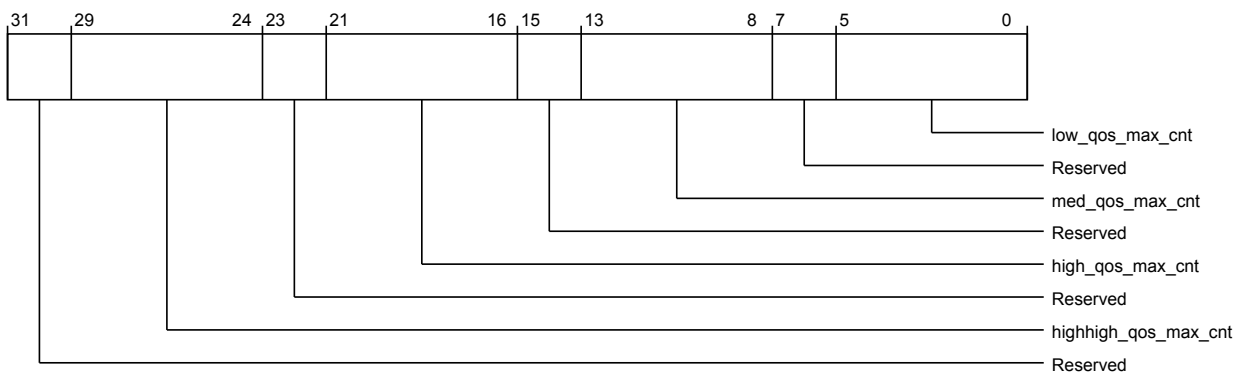 31 29 24 23 21 16 15 13 8 7 5 0
low_qos_max_cnt
Reserved
med_qos_max_cnt
Reserved
high_qos_max_cnt
Reserved
highhigh_qos_max_cnt
Reserved